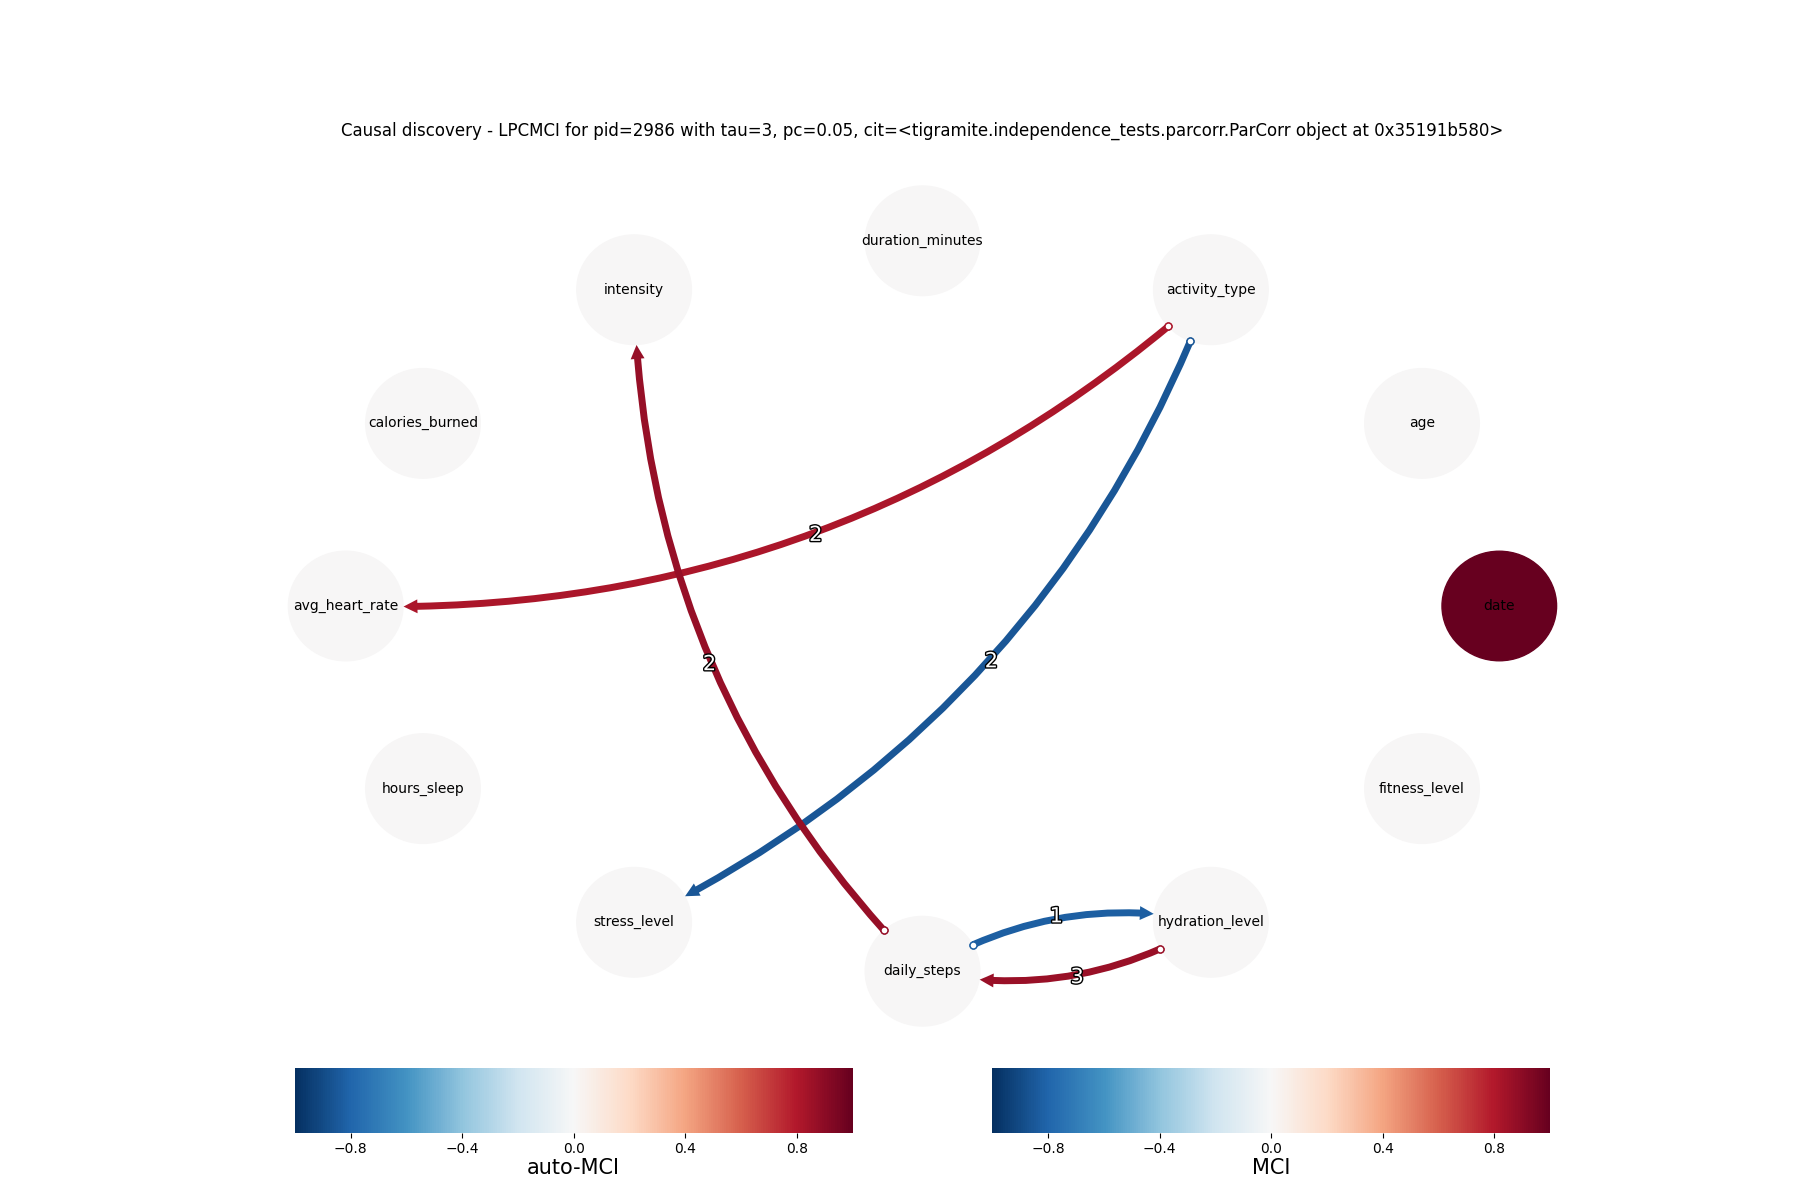 Causal discovery - LPCMCI for pid=2986 with tau=3, pc=0.05, cit=<tigramite.independence_tests.parcorr.ParCorr object at 0x35191b580>
duration_minutes
intensity
activity_type
calories_burned
age
2
avg_heart_rate
date
2
2
hours_sleep
fitness_level
stress_level
1
hydration_level
daily_steps
3
−0.8 −0.4 0.0 0.4 0.8
auto-MCI
−0.8 −0.4 0.0 0.4 0.8
MCI